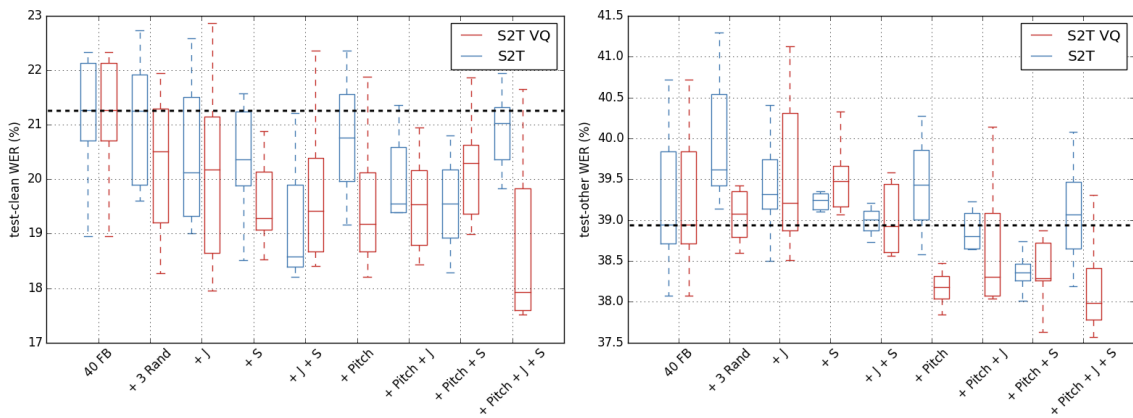 23
22
21
20
19
18
17
test-clean WER (%)
S2T VQ
S2T
40 FB
+ 3 Rand
+ J
+ S
+ J + S
+ Pitch
+ Pitch + J
+ Pitch + S
+ Pitch + J + S
41.5
41.0
40.5
40.0
39.5
39.0
38.5
38.0
37.5
test-other WER (%)
S2T VQ
S2T
40 FB
+ 3 Rand
+ J
+ S
+ J + S
+ Pitch
+ Pitch + J
+ Pitch + S
+ Pitch + J + S